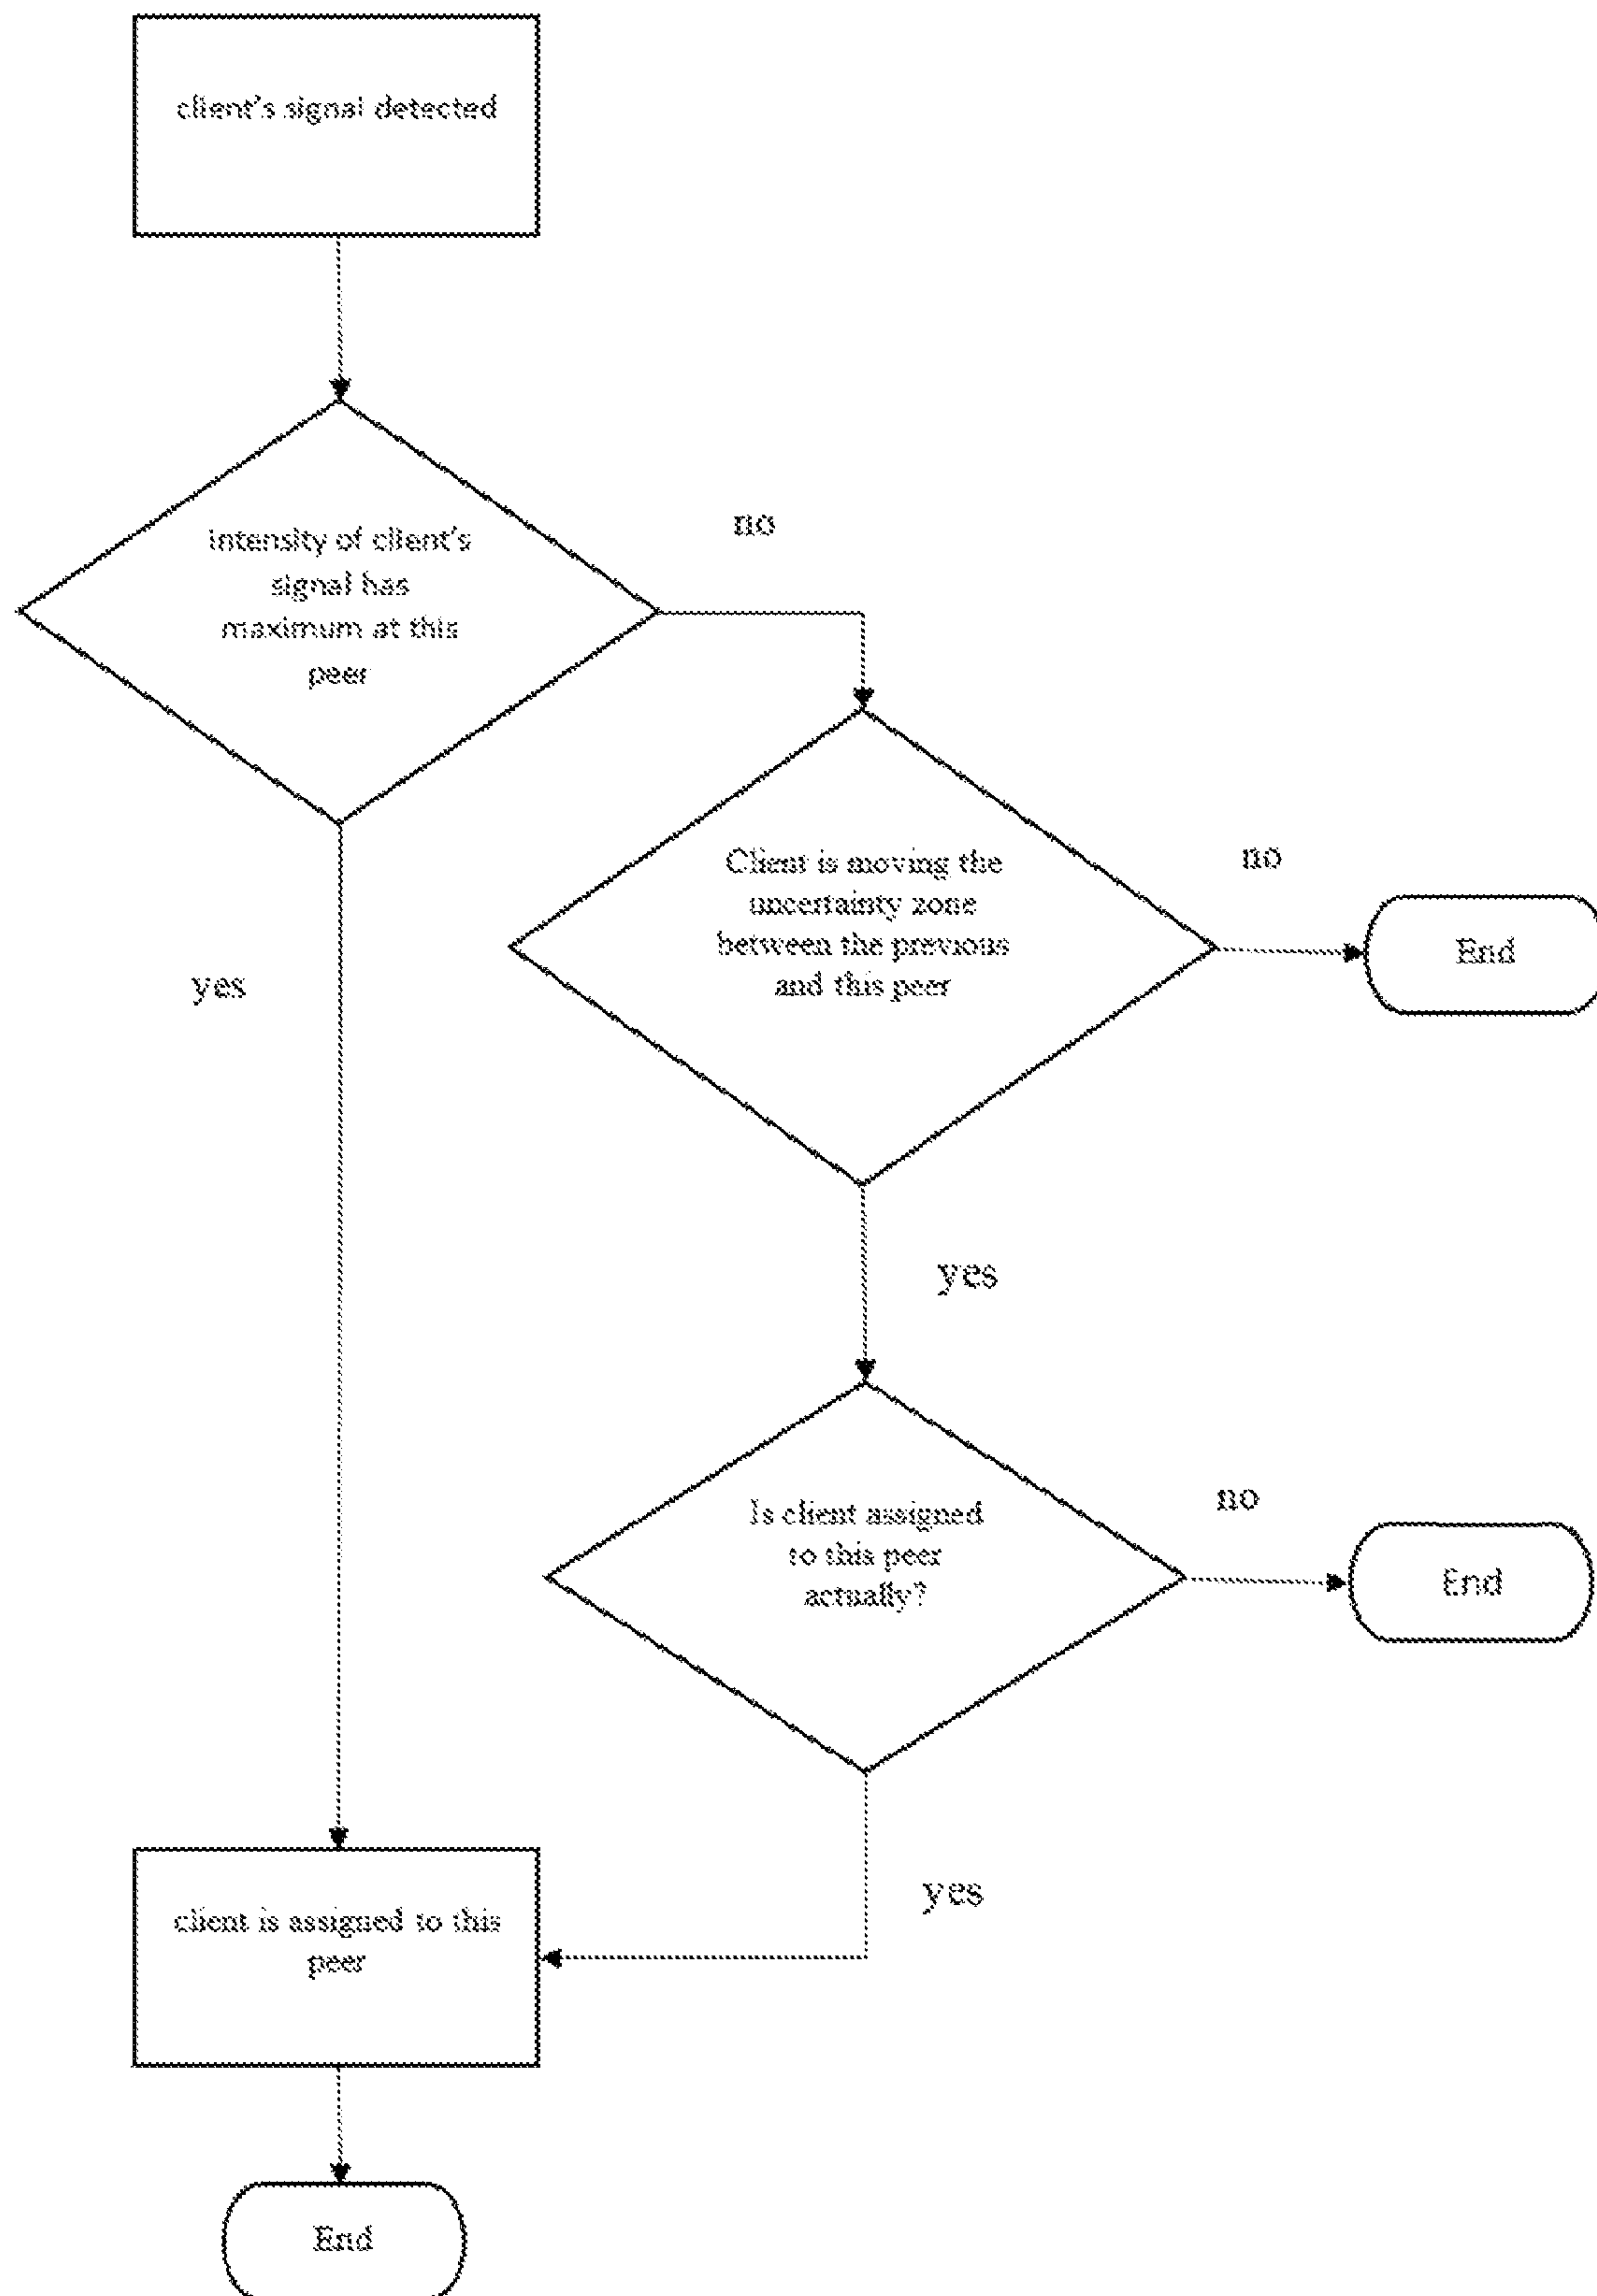 client's signal detected
intensity of client's
signal has
maximum at this
peer
no
yes
Client is moving the
uncertainty zone
between the previous
and this peer
no
End
yes
Is client assigned
to this peer
actually?
no
End
yes
client is assigned to this
peer
End